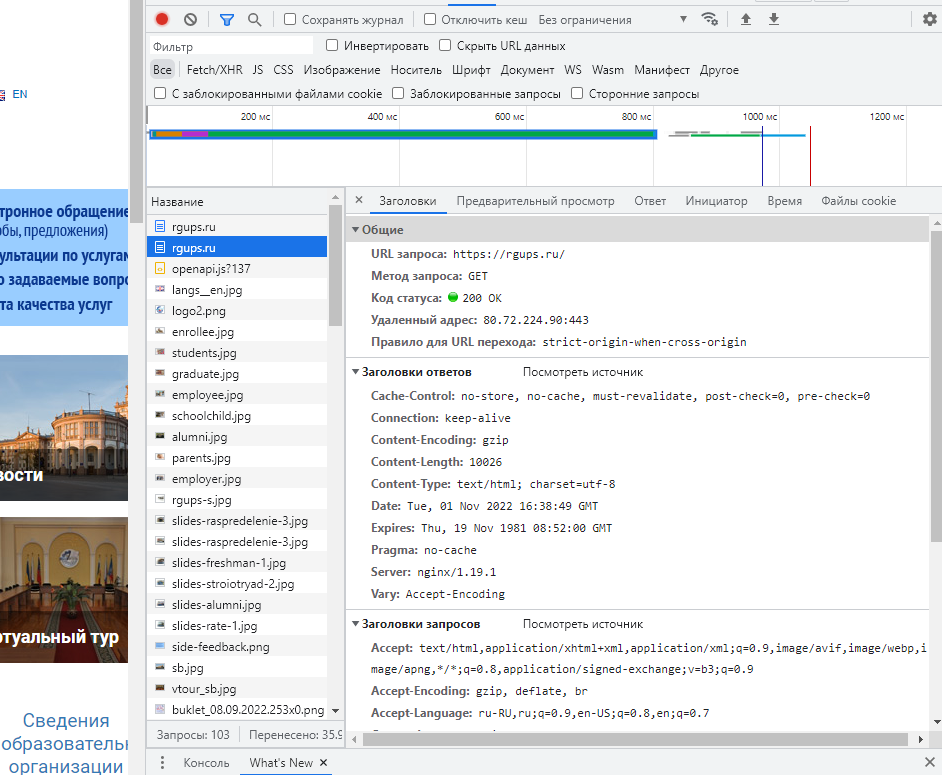 Сохранять журнал
Отключить кеш
Без ограничения
Фильтр
Инвертировать
Скрыть URL данных
Все
Fetch/XHR
JS
CSS
Изображение
Носитель
Шрифт
Документ
WS
Wasm
Манифест
Другое
С заблокированными файлами cookie
Заблокированные запросы
Сторонние запросы
200 мс
400 мс
600 мс
800 мс
1000 мс
1200 мс
EN
тронное обращение
обы, предложения)
ультации по услугам
о задаваемые вопро
та качества услуг
вости
ртуальный тур
Сведения
образовательн
организации
Название
rgups.ru
rgups.ru
openapi.js?137
langs__en.jpg
logo2.png
enrollee.jpg
students.jpg
graduate.jpg
employee.jpg
schoolchild.jpg
alumni.jpg
parents.jpg
employer.jpg
rgups-s.jpg
slides-raspredelenie-3.jpg
slides-raspredelenie-3.jpg
slides-freshman-1.jpg
slides-stroiotryad-2.jpg
slides-alumni.jpg
slides-rate-1.jpg
side-feedback.png
sb.jpg
vtour_sb.jpg
buklet_08.09.2022.253x0.png
Запросы: 103
Перенесено: 35.9
Заголовки
Предварительный просмотр
Ответ
Инициатор
Время
Файлы cookie
Общие
URL запроса: https://rgups.ru/
Метод запроса: GET
Код статуса: 200 OK
Удаленный адрес: 80.72.224.90:443
Правило для URL перехода: strict-origin-when-cross-origin
Заголовки ответов
Посмотреть источник
Cache-Control: no-store, no-cache, must-revalidate, post-check=0, pre-check=0
Connection: keep-alive
Content-Encoding: gzip
Content-Length: 10026
Content-Type: text/html; charset=utf-8
Date: Tue, 01 Nov 2022 16:38:49 GMT
Expires: Thu, 19 Nov 1981 08:52:00 GMT
Pragma: no-cache
Server: nginx/1.19.1
Vary: Accept-Encoding
Заголовки запросов
Посмотреть источник
Accept: text/html,application/xhtml+xml,application/xml;q=0.9,image/avif,image/webp,i
mage/apng,*/*;q=0.8,application/signed-exchange;v=b3;q=0.9
Accept-Encoding: gzip, deflate, br
Accept-Language: ru-RU,ru;q=0.9,en-US;q=0.8,en;q=0.7
Консоль
What's New